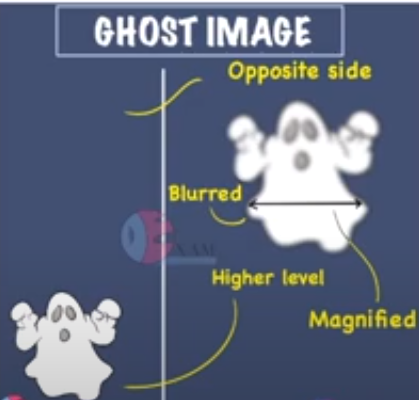 GHOST IMAGE
Opposite side
Blurred
Higher level
Magnified